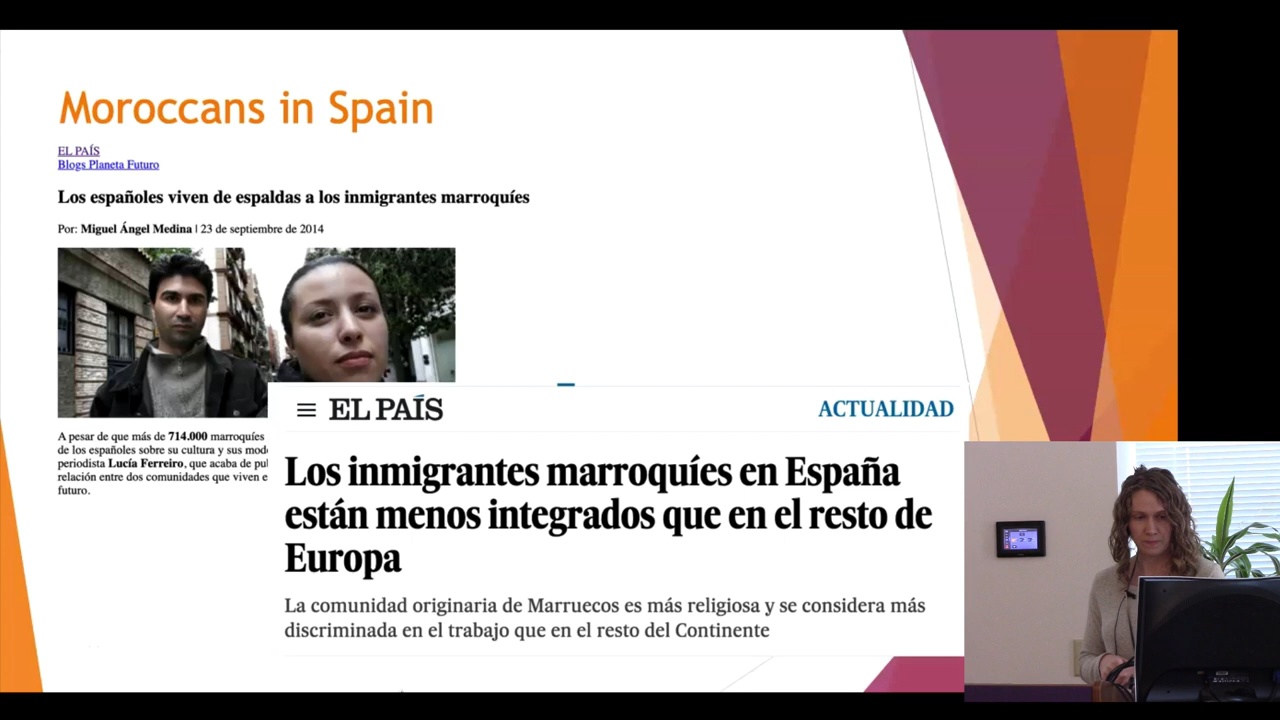 Moroccans in Spain
EL PAÍS
Blogs Planeta Futuro
Los españoles viven de espaldas a los inmigrantes marroquíes
Por: Miguel Ángel Medina | 23 de septiembre de 2014
A pesar de que más de 714.000 marroquíes
de los españoles sobre su cultura y sus mod
periodista Lucía Ferreiro, que acaba de pu
relación entre dos comunidades que viven e
futuro.
EL PAÍS
ACTUALIDAD
Los inmigrantes marroquíes en España
están menos integrados que en el resto de
Europa
La comunidad originaria de Marruecos es más religiosa y se considera más
discriminada en el trabajo que en el resto del Continente